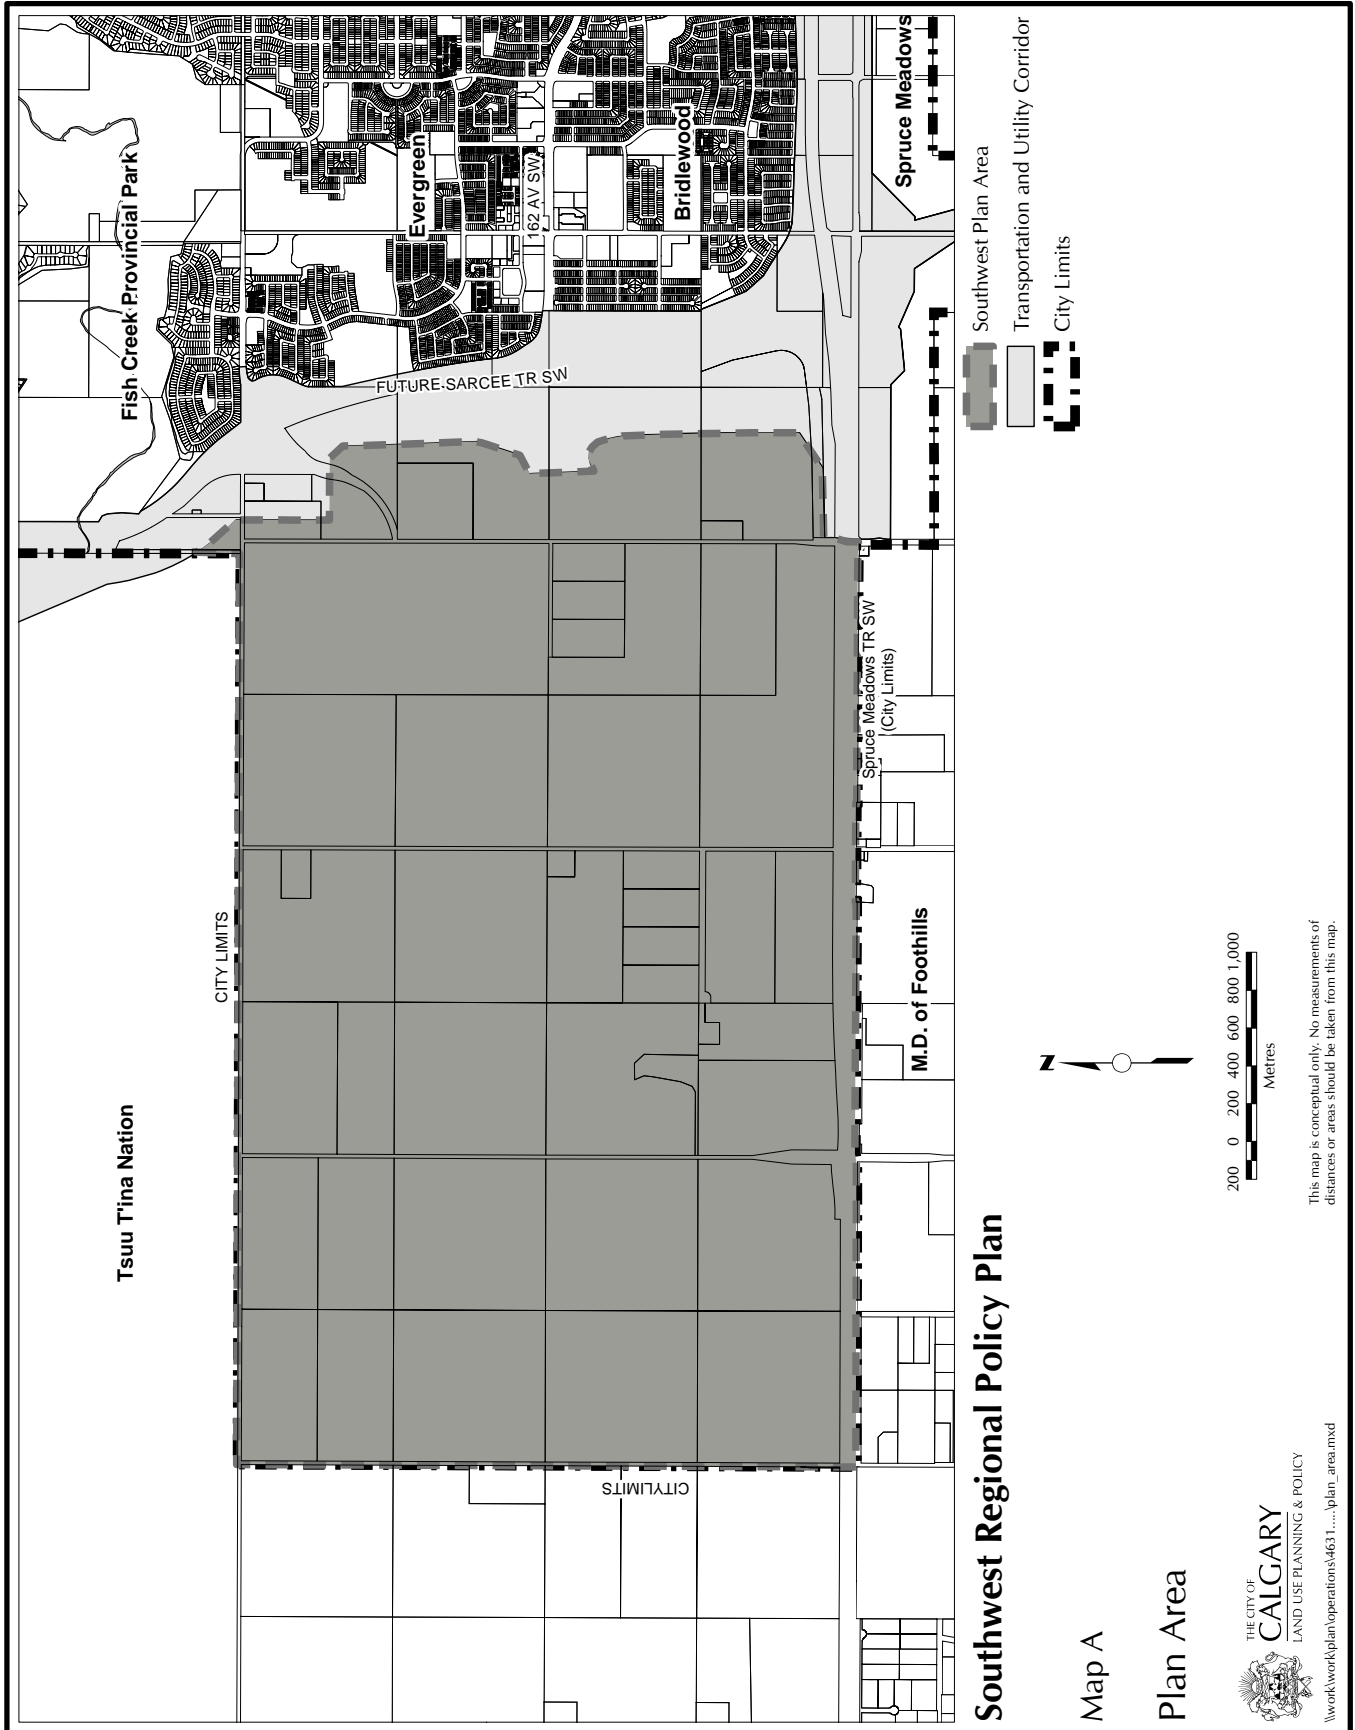 Tsuu T'ina Nation
Fish Creek Provincial Park
CITY LIMITS
Evergreen
FUTURE SARCEE TR SW
162 AV SW
CITYLIMITS
Bridlewood
Spruce Meadows TR SW
(City Limits)
M.D. of Foothills
Spruce Meadows
Southwest Regional Policy Plan
Southwest Plan Area
Transportation and Utility Corridor
City Limits
Map A
Plan Area
N
200 0 200 400 600 800 1,000
Metres
THE CITY OF
CALGARY
LAND USE PLANNING & POLICY
This map is conceptual only. No measurements of
distances or areas should be taken from this map.
\\work\work\plan\operations\4631.....\plan_area.mxd